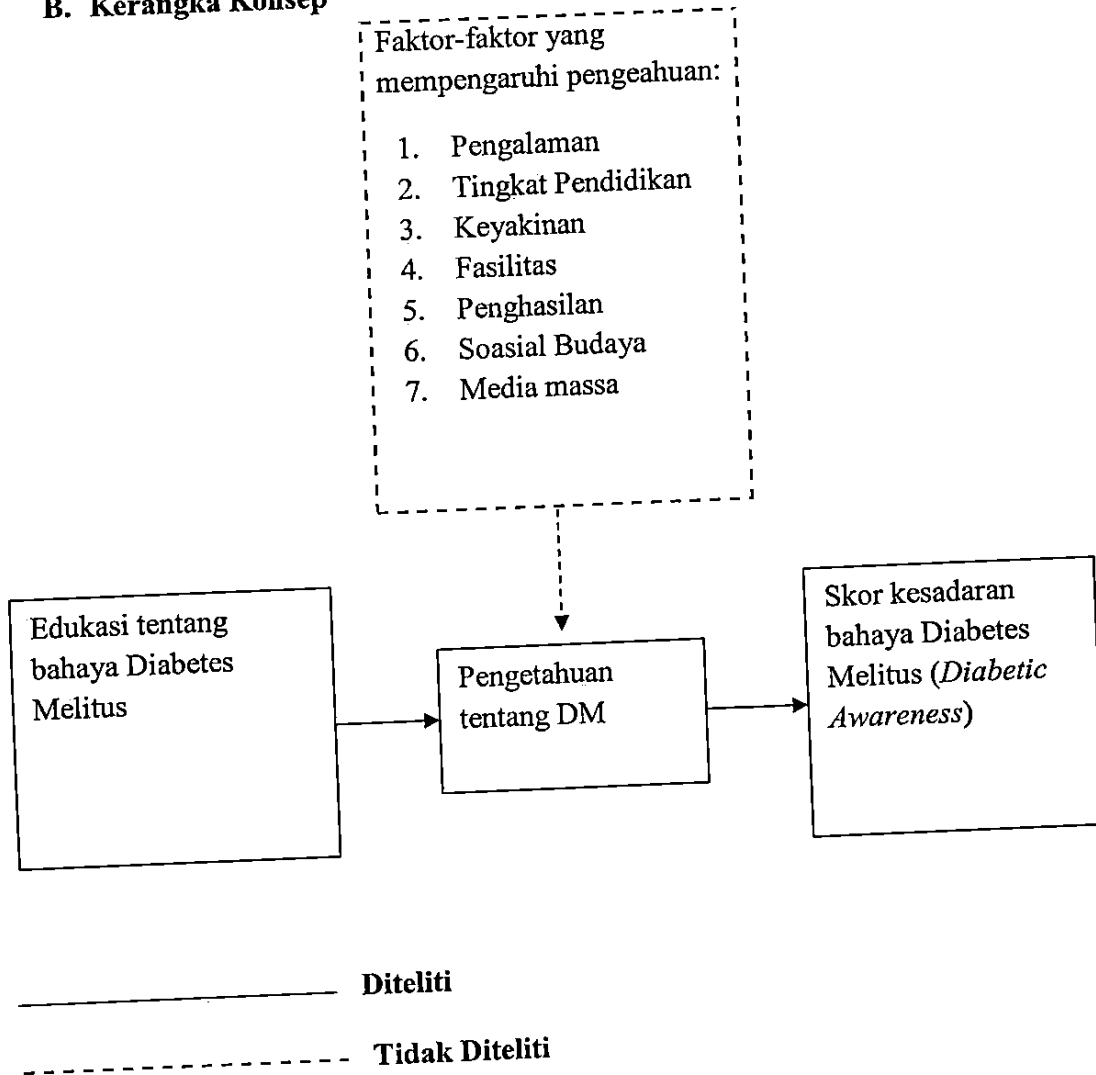 B. Kerangka Konsep
Faktor-faktor yang
mempengaruhi pengeahuan:
1. Pengalaman
2. Tingkat Pendidikan
3. Keyakinan
4. Fasilitas
5. Penghasilan
6. Soasial Budaya
7. Media massa
Edukasi tentang
bahaya Diabetes
Melitus
Pengetahuan
tentang DM
Skor kesadaran
bahaya Diabetes
Melitus (Diabetic
Awareness)
Diteliti
Tidak Diteliti